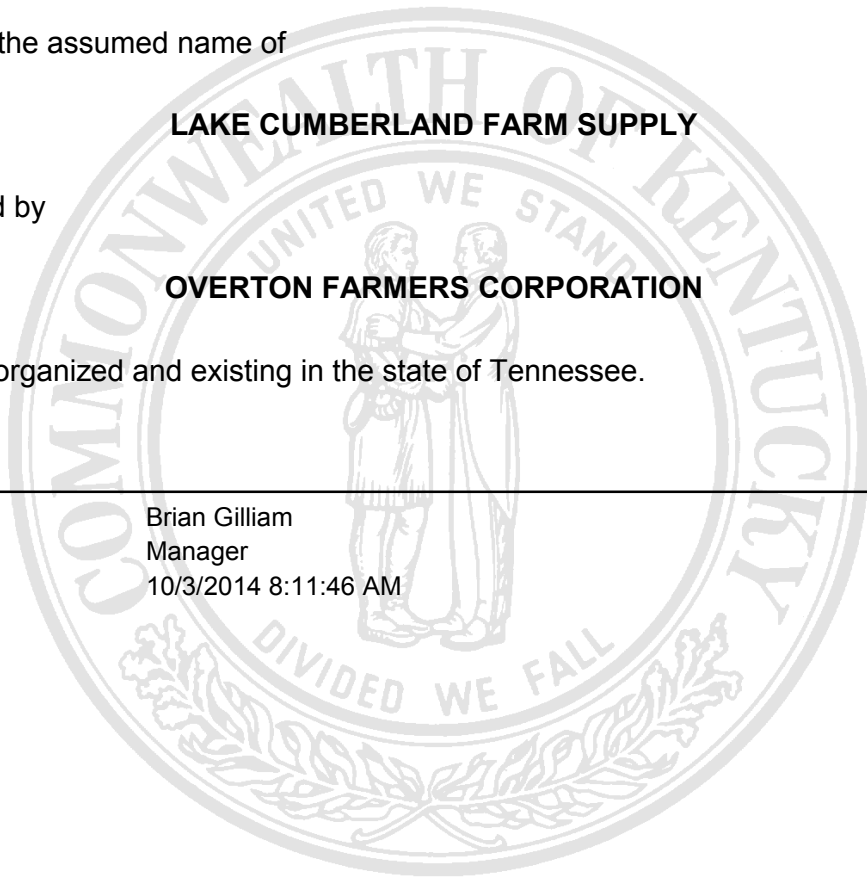 the assumed name of
LAKE CUMBERLAND FARM SUPPLY
d by
OVERTON FARMERS CORPORATION
organized and existing in the state of Tennessee.
Brian Gilliam
Manager
10/3/2014 8:11:46 AM
COMMONWEALTH OF KENTUCKY
UNITED WE STAND
DIVIDED WE FALL